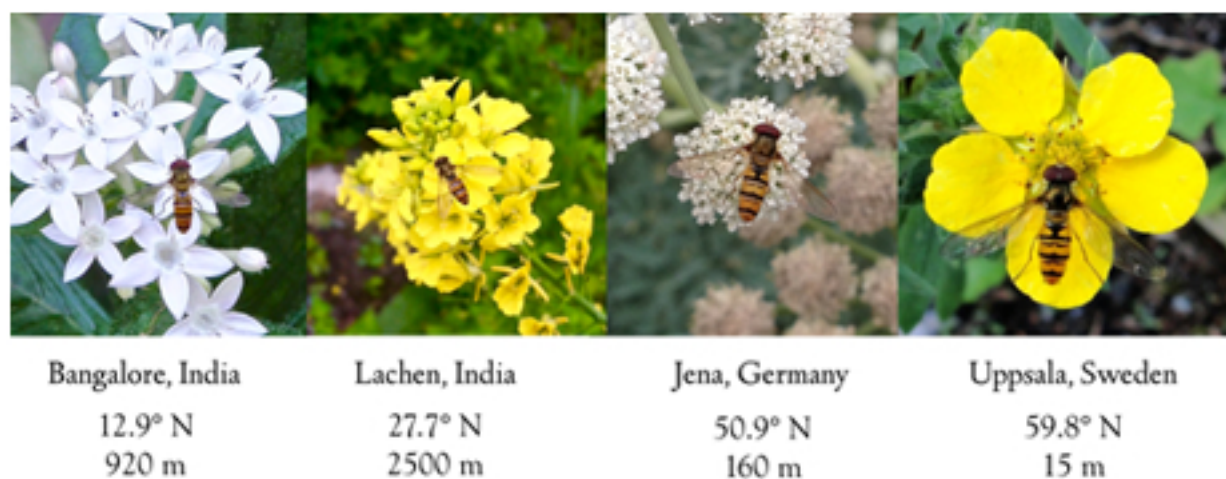 Bangalore, India
12.9° N
920 m
Lachen, India
27.7° N
2500 m
Jena, Germany
50.9° N
160 m
Uppsala, Sweden
59.8° N
15 m